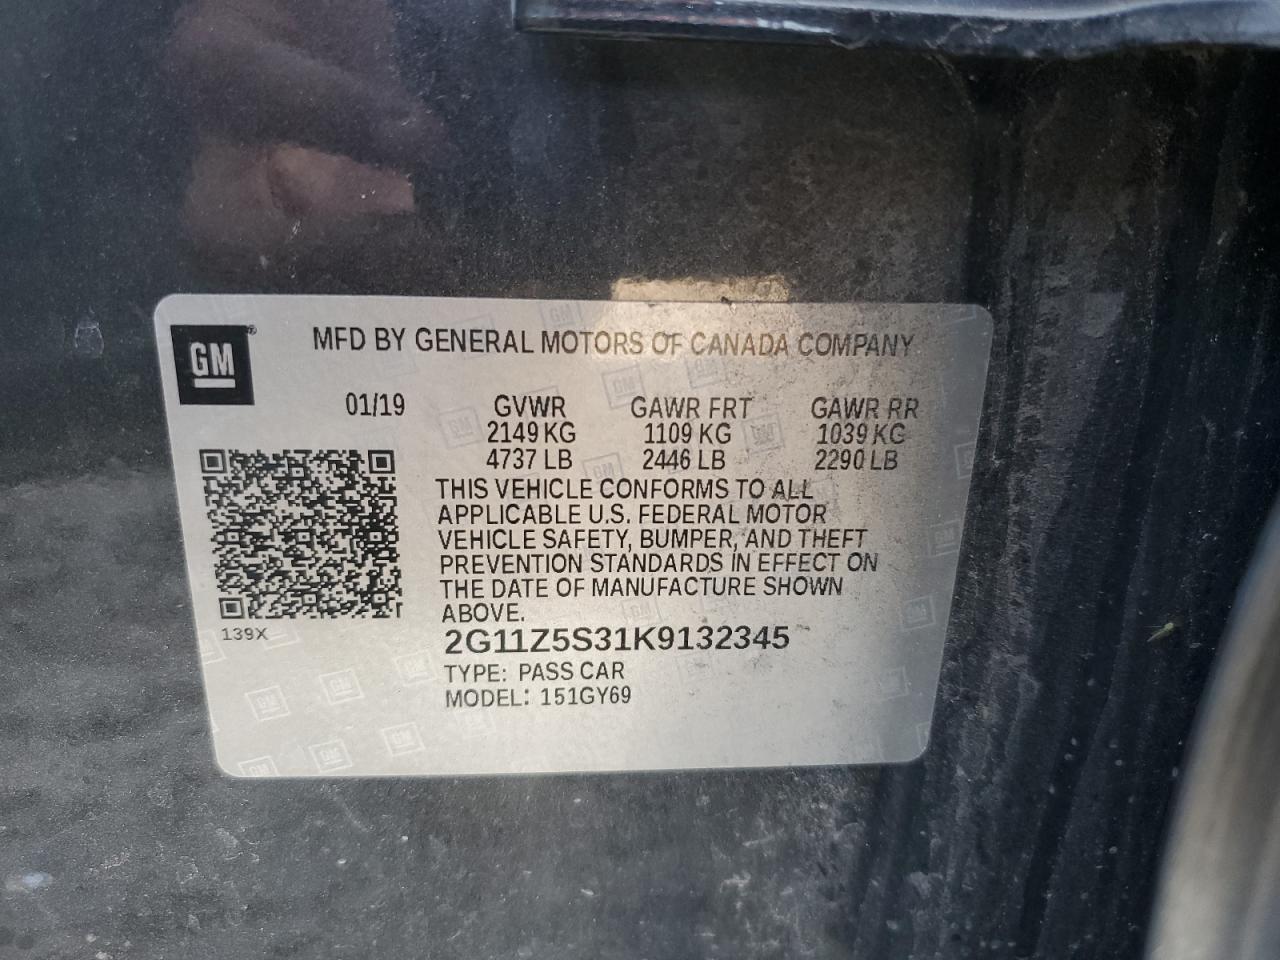 GM
MFD BY GENERAL MOTORS OF CANADA COMPANY
01/19 GVWR GAWR FRT GAWR RR
2149 KG 1109 KG 1039 KG
4737 LB 2446 LB 2290 LB
THIS VEHICLE CONFORMS TO ALL
APPLICABLE U.S. FEDERAL MOTOR
VEHICLE SAFETY, BUMPER, AND THEFT
PREVENTION STANDARDS IN EFFECT ON
THE DATE OF MANUFACTURE SHOWN
ABOVE.
139X
2G11Z5S31K9132345
TYPE: PASS CAR
MODEL: 151GY69